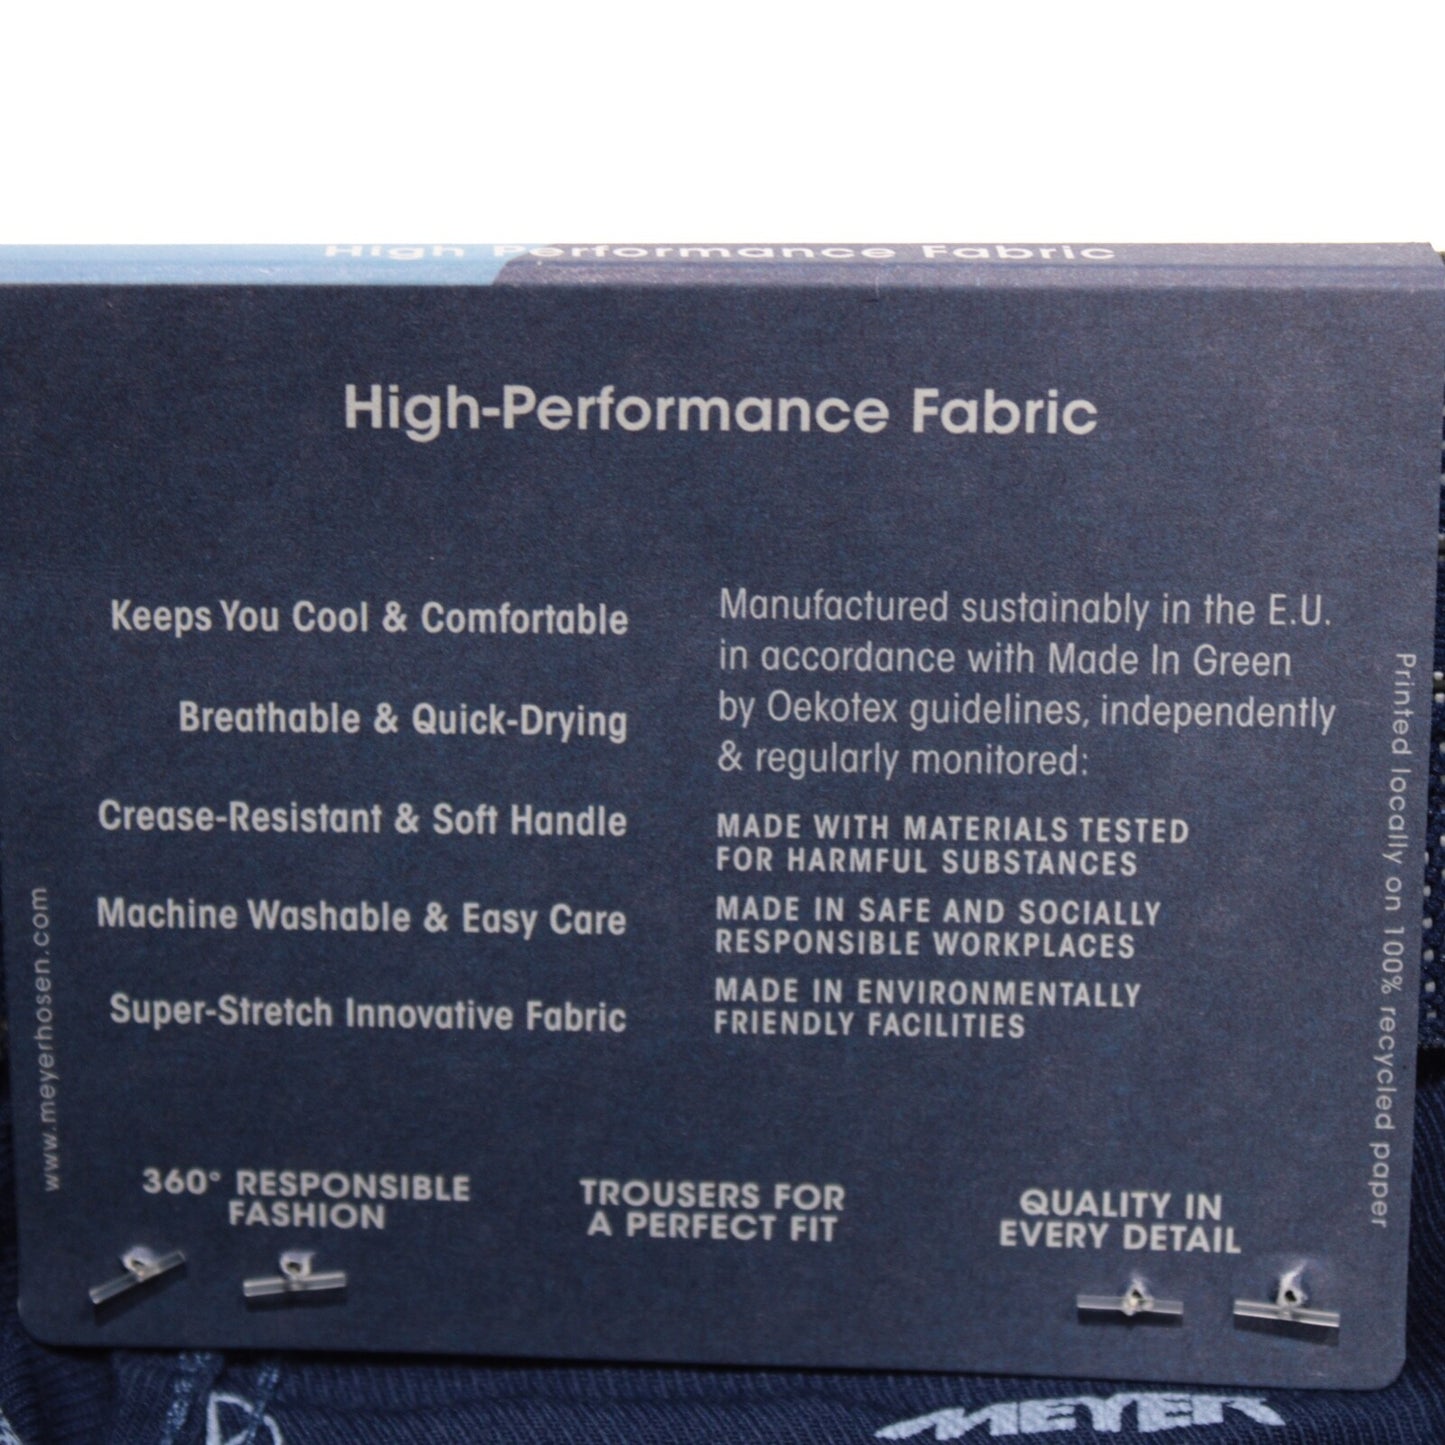 High Performance Fabric
High-Performance Fabric
Keeps You Cool & Comfortable
Breathable & Quick-Drying
Crease-Resistant & Soft Handle
Machine Washable & Easy Care
Super-Stretch Innovative Fabric
Manufactured sustainably in the E.U.
in accordance with Made In Green
by Oekotex guidelines, independently
& regularly monitored:
MADE WITH MATERIALS TESTED
FOR HARMFUL SUBSTANCES
MADE IN SAFE AND SOCIALLY
RESPONSIBLE WORKPLACES
MADE IN ENVIRONMENTALLY
FRIENDLY FACILITIES
www.meyerhosen.com
Printed locally on 100% recycled paper
360° RESPONSIBLE
FASHION
TROUSERS FOR
A PERFECT FIT
QUALITY IN
EVERY DETAIL
MEYER